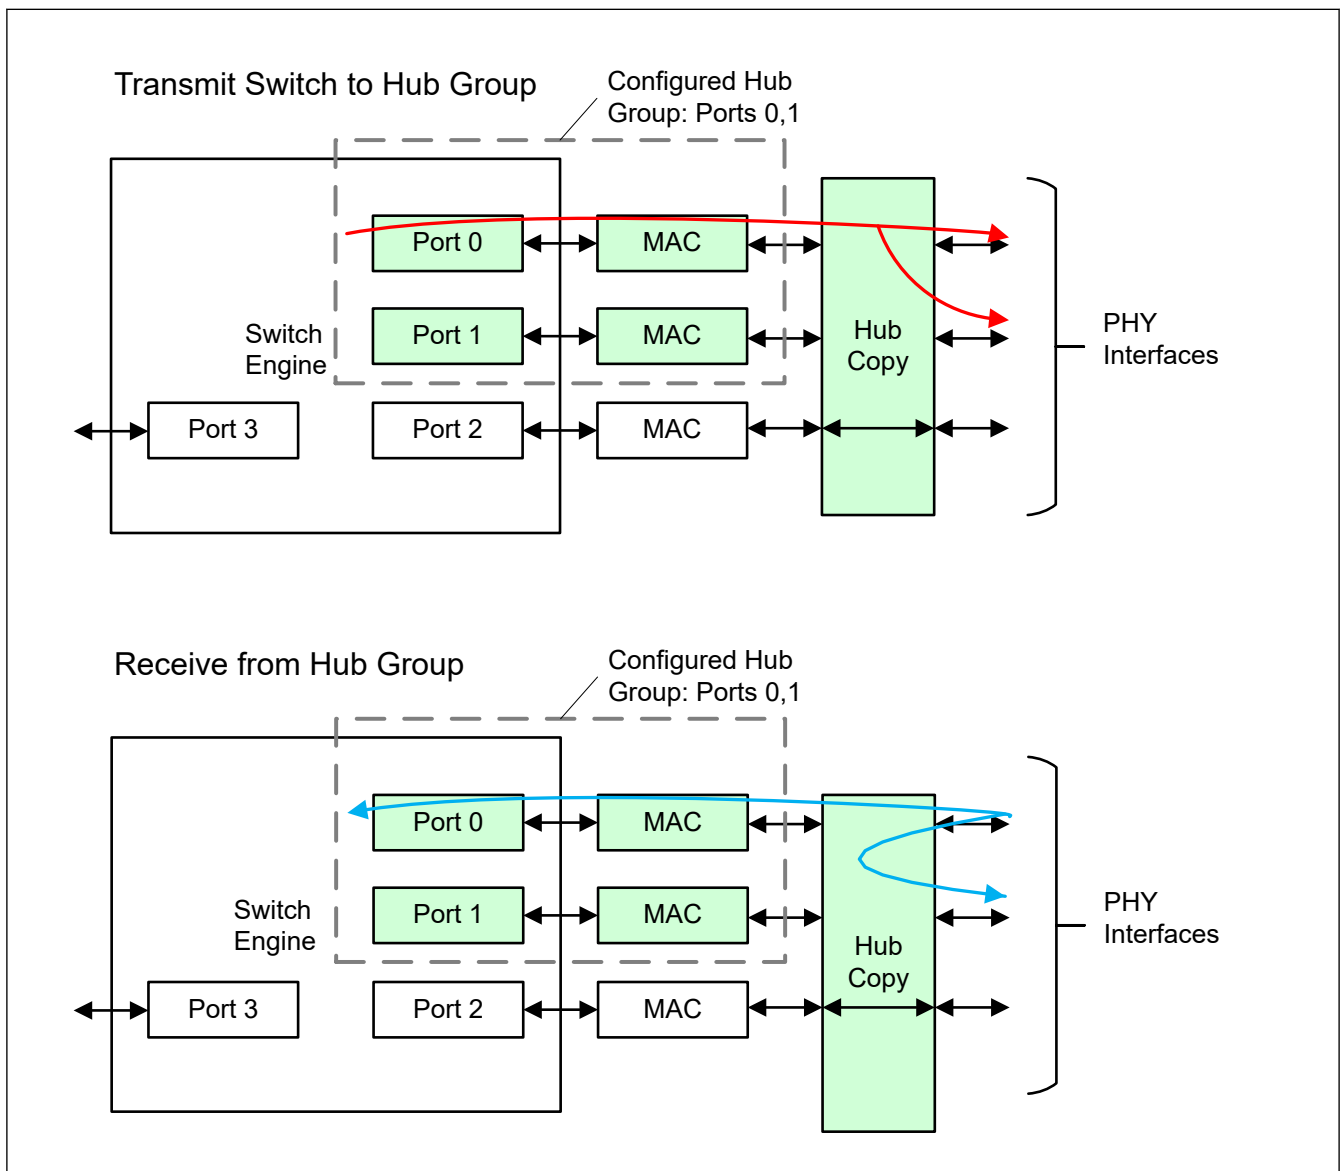 Transmit Switch to Hub Group
Configured Hub
Group: Ports 0,1
Port 0
MAC
Port 1
MAC
Switch
Engine
Hub
Copy
PHY
Interfaces
Port 3
Port 2
MAC
Receive from Hub Group
Configured Hub
Group: Ports 0,1
Port 0
MAC
Port 1
MAC
Switch
Engine
Hub
Copy
PHY
Interfaces
Port 3
Port 2
MAC